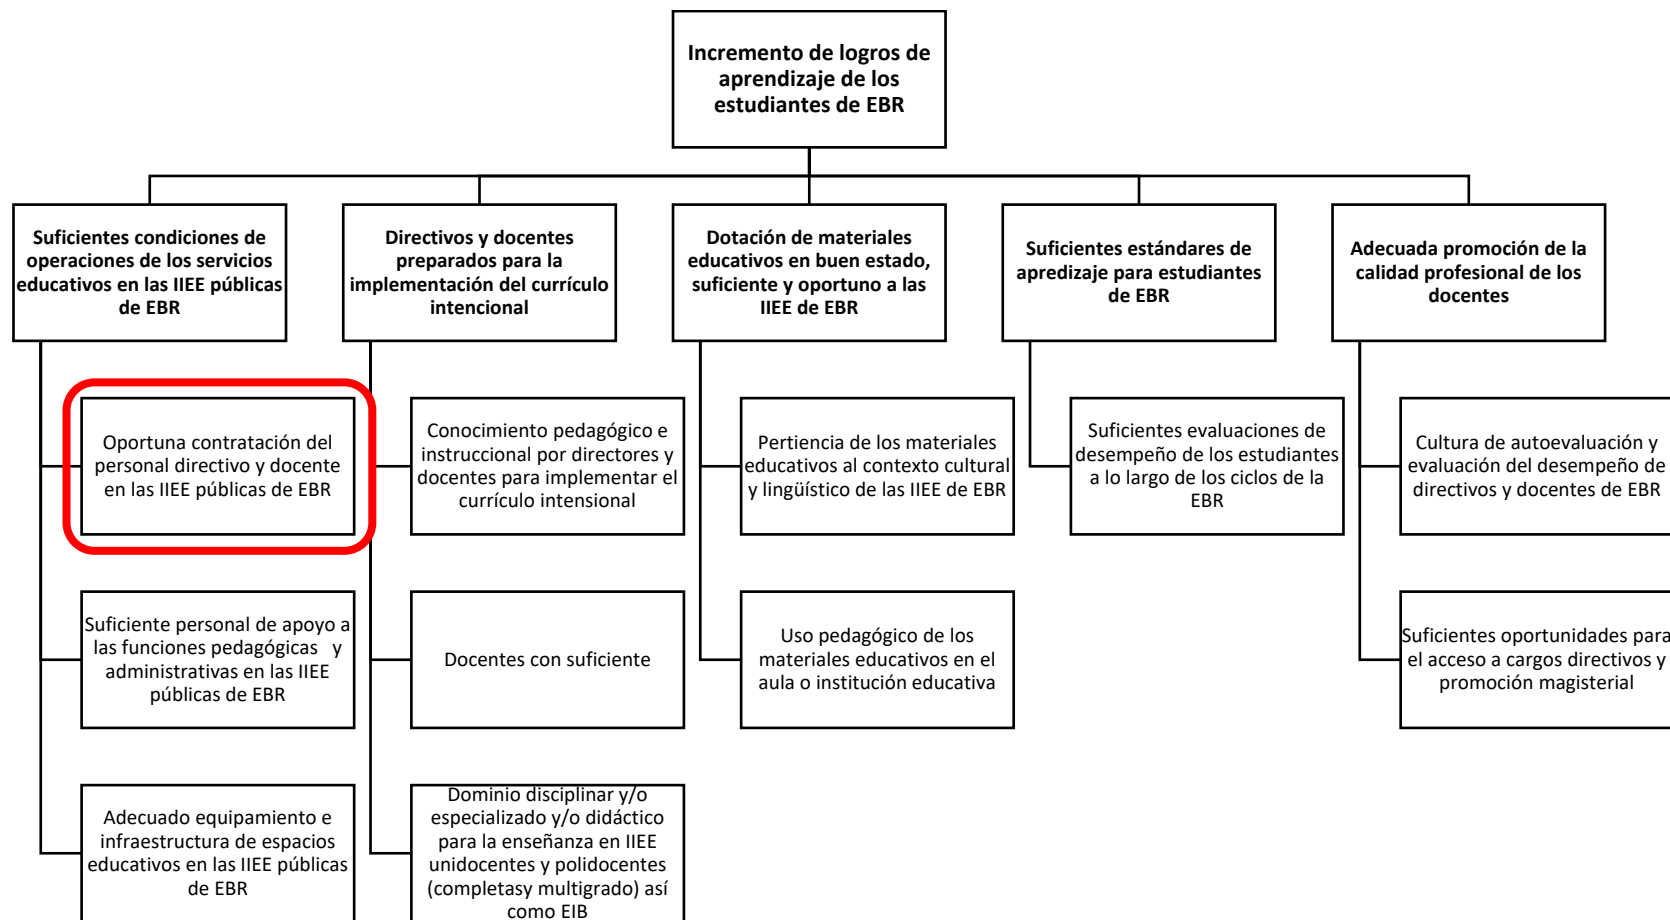 Incremento de logros de
aprendizaje de los
estudiantes de EBR
Suficientes condiciones de
operaciones de los servicios
educativos en las IIEE públicas
de EBR
Directivos y docentes
preparados para la
implementación del currículo
intencional
Dotación de materiales
educativos en buen estado,
suficiente y oportuno a las
IIEE de EBR
Suficientes estándares de
apredizaje para estudiantes
de EBR
Adecuada promoción de la
calidad profesional de los
docentes
Oportuna contratación del
personal directivo y docente
en las IIEE públicas de EBR
Conocimiento pedagógico e
instruccional por directores y
docentes para implementar el
currículo intensional
Pertiencia de los materiales
educativos al contexto cultural
y lingüístico de las IIEE de EBR
Suficientes evaluaciones de
desempeño de los estudiantes
a lo largo de los ciclos de la
EBR
Cultura de autoevaluación y
evaluación del desempeño de
directivos y docentes de EBR
Suficiente personal de apoyo a
las funciones pedagógicas y
administrativas en las IIEE
públicas de EBR
Docentes con suficiente
Uso pedagógico de los
materiales educativos en el
aula o institución educativa
Suficientes oportunidades para
el acceso a cargos directivos y
promoción magisterial
Adecuado equipamiento e
infraestructura de espacios
educativos en las IIEE públicas
de EBR
Dominio disciplinar y/o
especializado y/o didáctico
para la enseñanza en IIEE
unidocentes y polidocentes
(completasy multigrado) así
como EIB